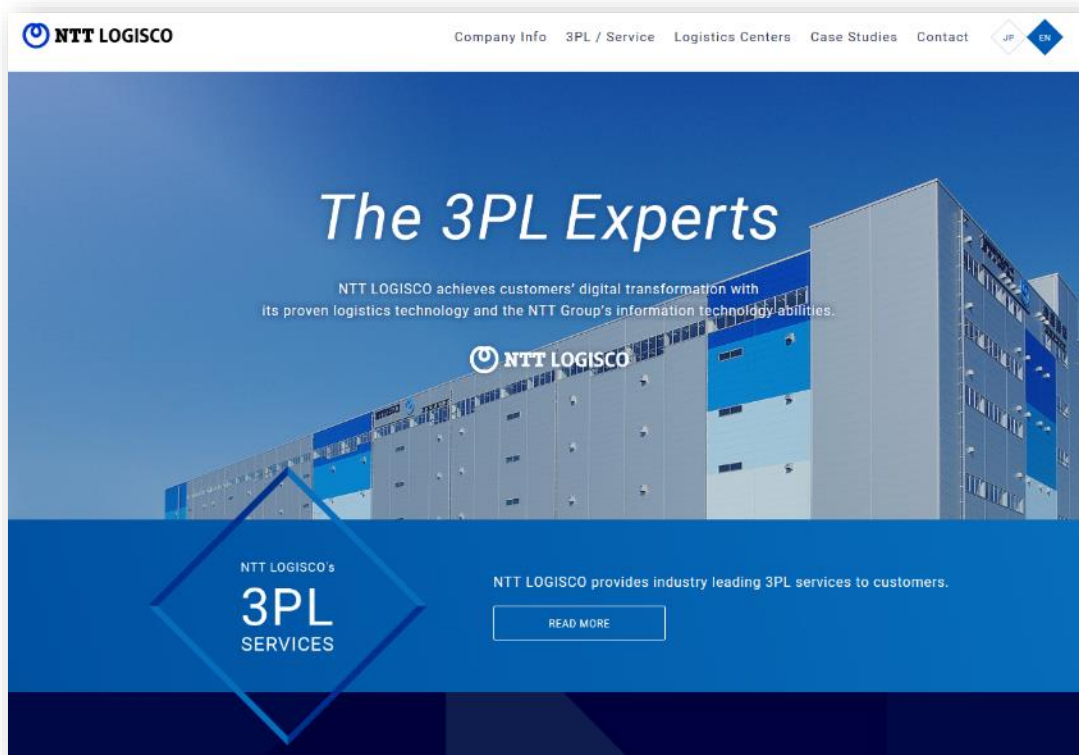 NTT LOGISCO
Company Info 3PL / Service Logistics Centers Case Studies Contact JP EN
The 3PL Experts
NTT LOGISCO achieves customers' digital transformation with
its proven logistics technology and the NTT Group's information technology abilities.
NTT LOGISCO
NTT LOGISCO's
3PL
SERVICES
NTT LOGISCO provides industry leading 3PL services to customers.
READ MORE